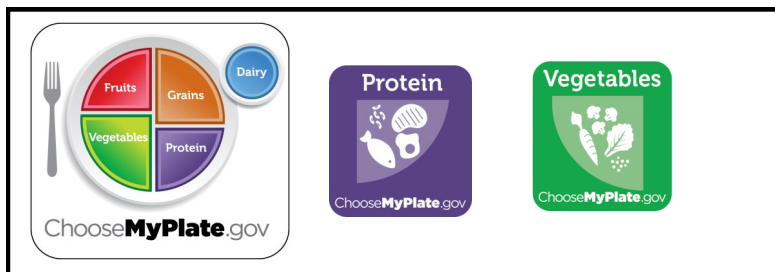 Fruits
Grains
Dairy
Vegetables
Protein
ChooseMyPlate.gov
Protein
ChooseMyPlate.gov
Vegetables
ChooseMyPlate.gov